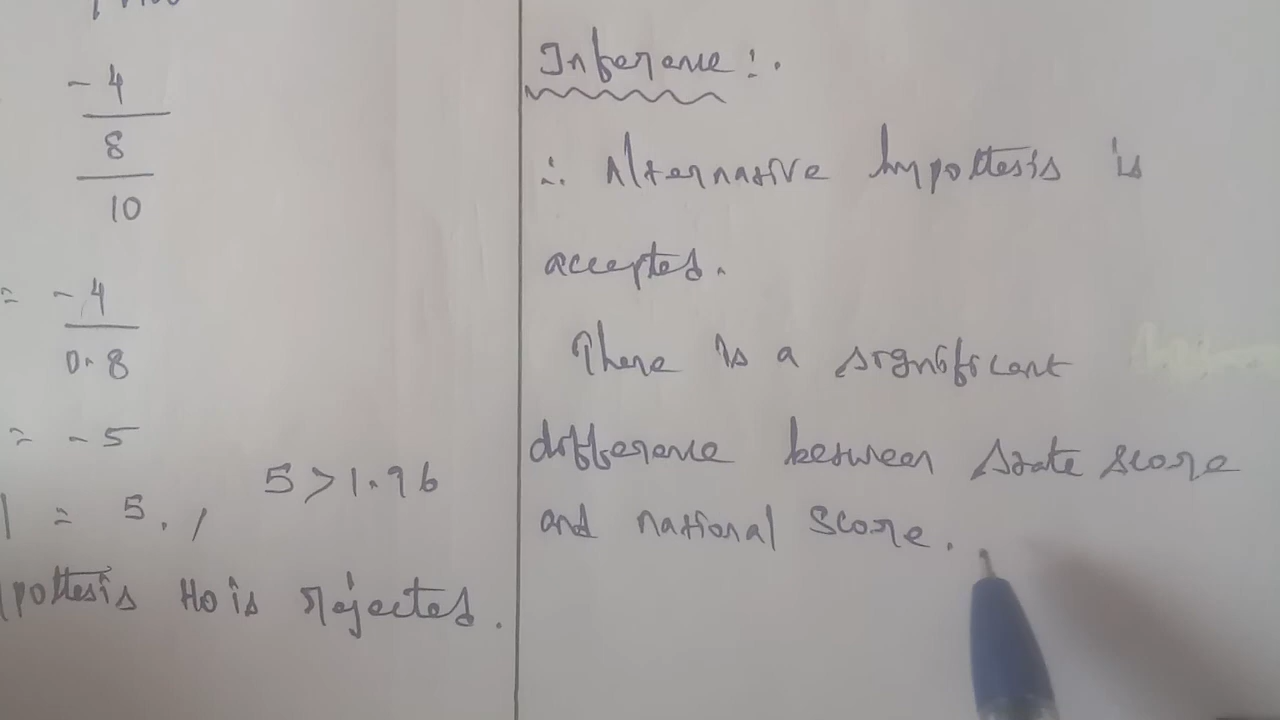 - 4
8
10
= - 4
0.8
= - 5
| = 5. / 5 > 1.96
Ho is rejected.
Inference :.
∴ Alternative hypothesis is
accepted.
There is a significant
difference between state score
and national score.